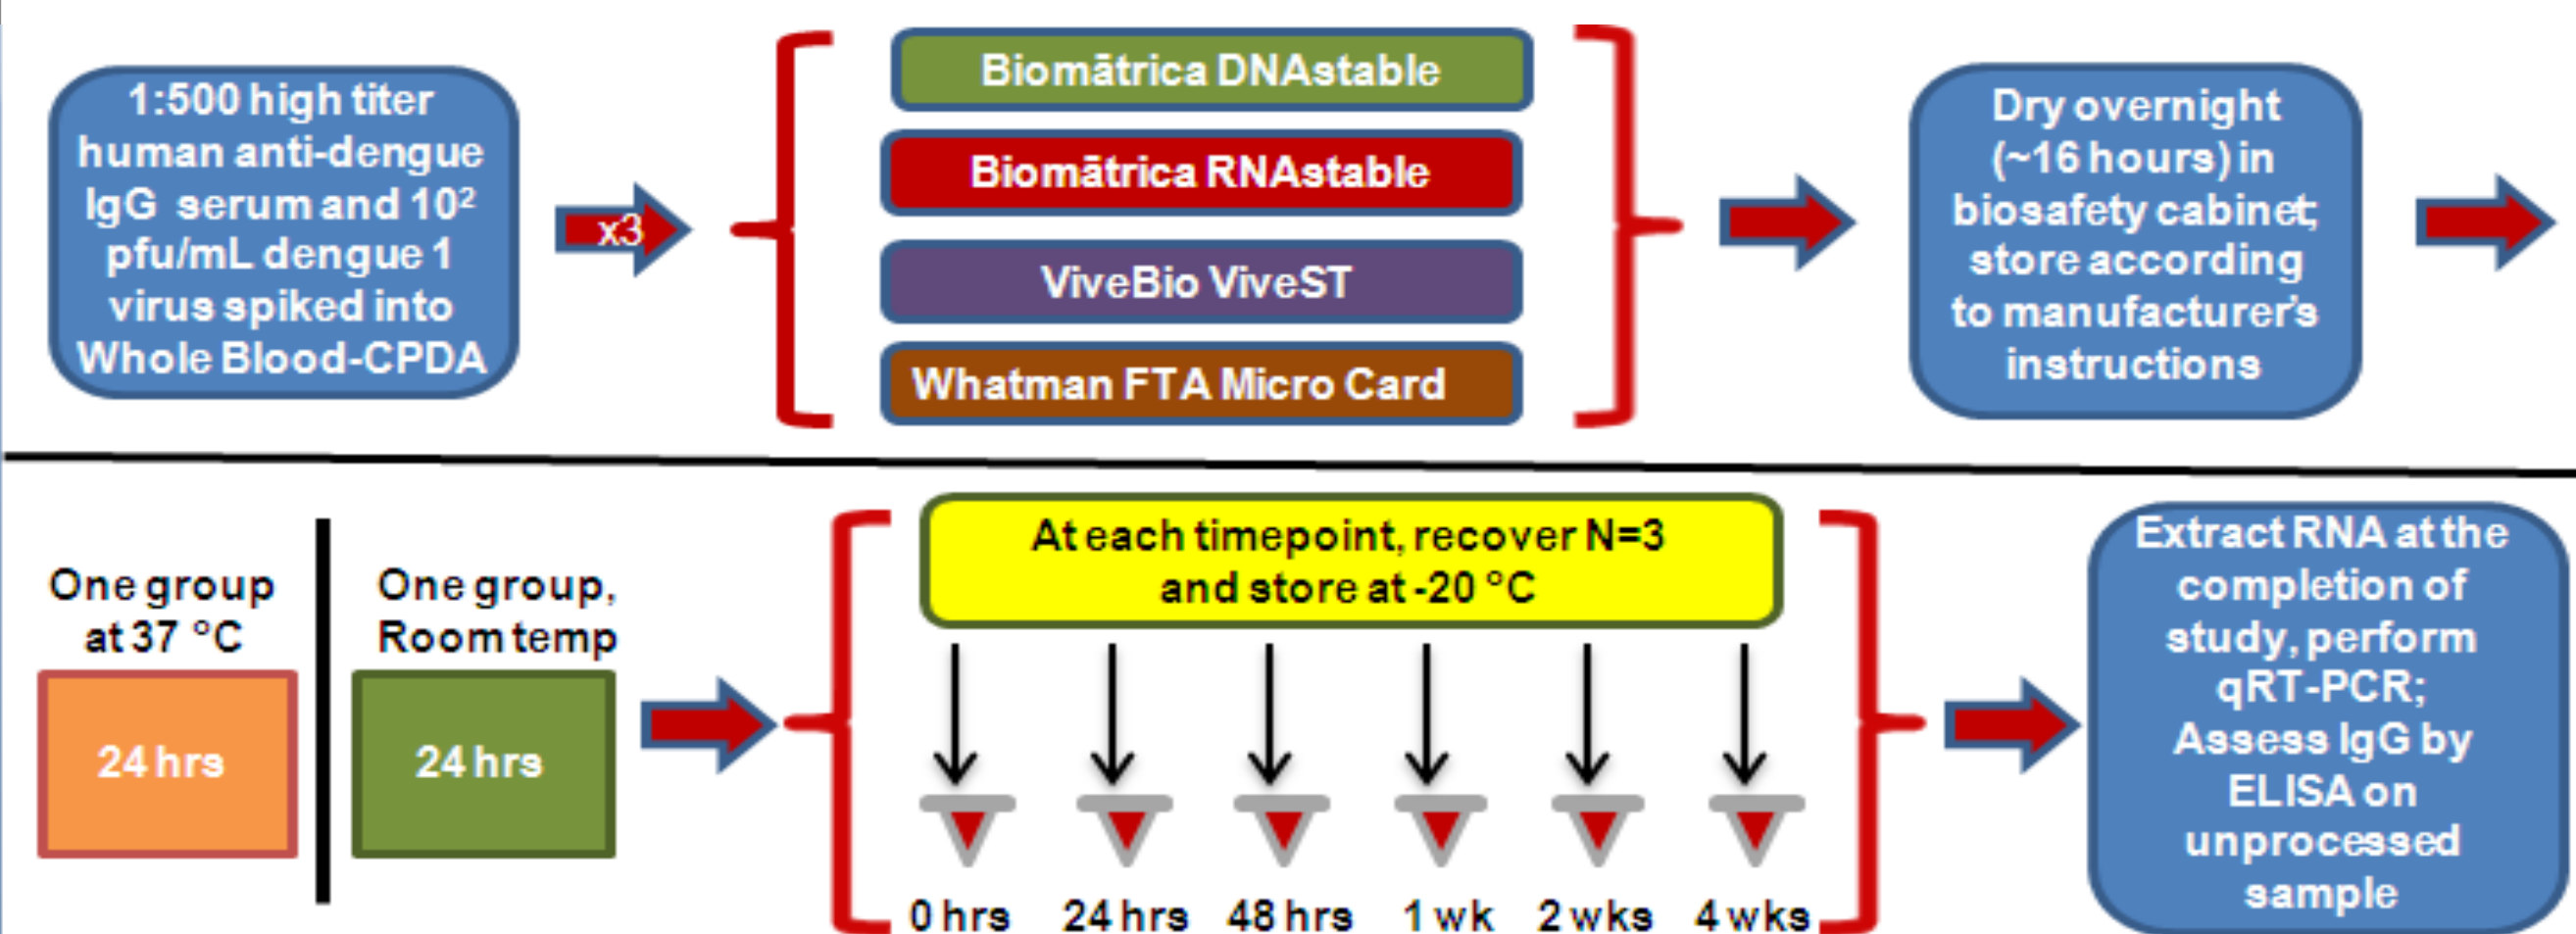 1:500 high titer
human anti-dengue
IgG serum and 10²
pfu/mL dengue 1
virus spiked into
Whole Blood-CPDA
x3
Biomātrica DNAstable
Biomātrica RNAstable
ViveBio ViveST
Whatman FTA Micro Card
Dry overnight
(~16 hours) in
biosafety cabinet;
store according
to manufacturer's
instructions
One group
at 37 °C
24 hrs
One group,
Room temp
24 hrs
At each timepoint, recover N=3
and store at -20 °C
0 hrs 24 hrs 48 hrs 1 wk 2 wks 4 wks
Extract RNA at the
completion of
study, perform
qRT-PCR;
Assess IgG by
ELISA on
unprocessed
sample